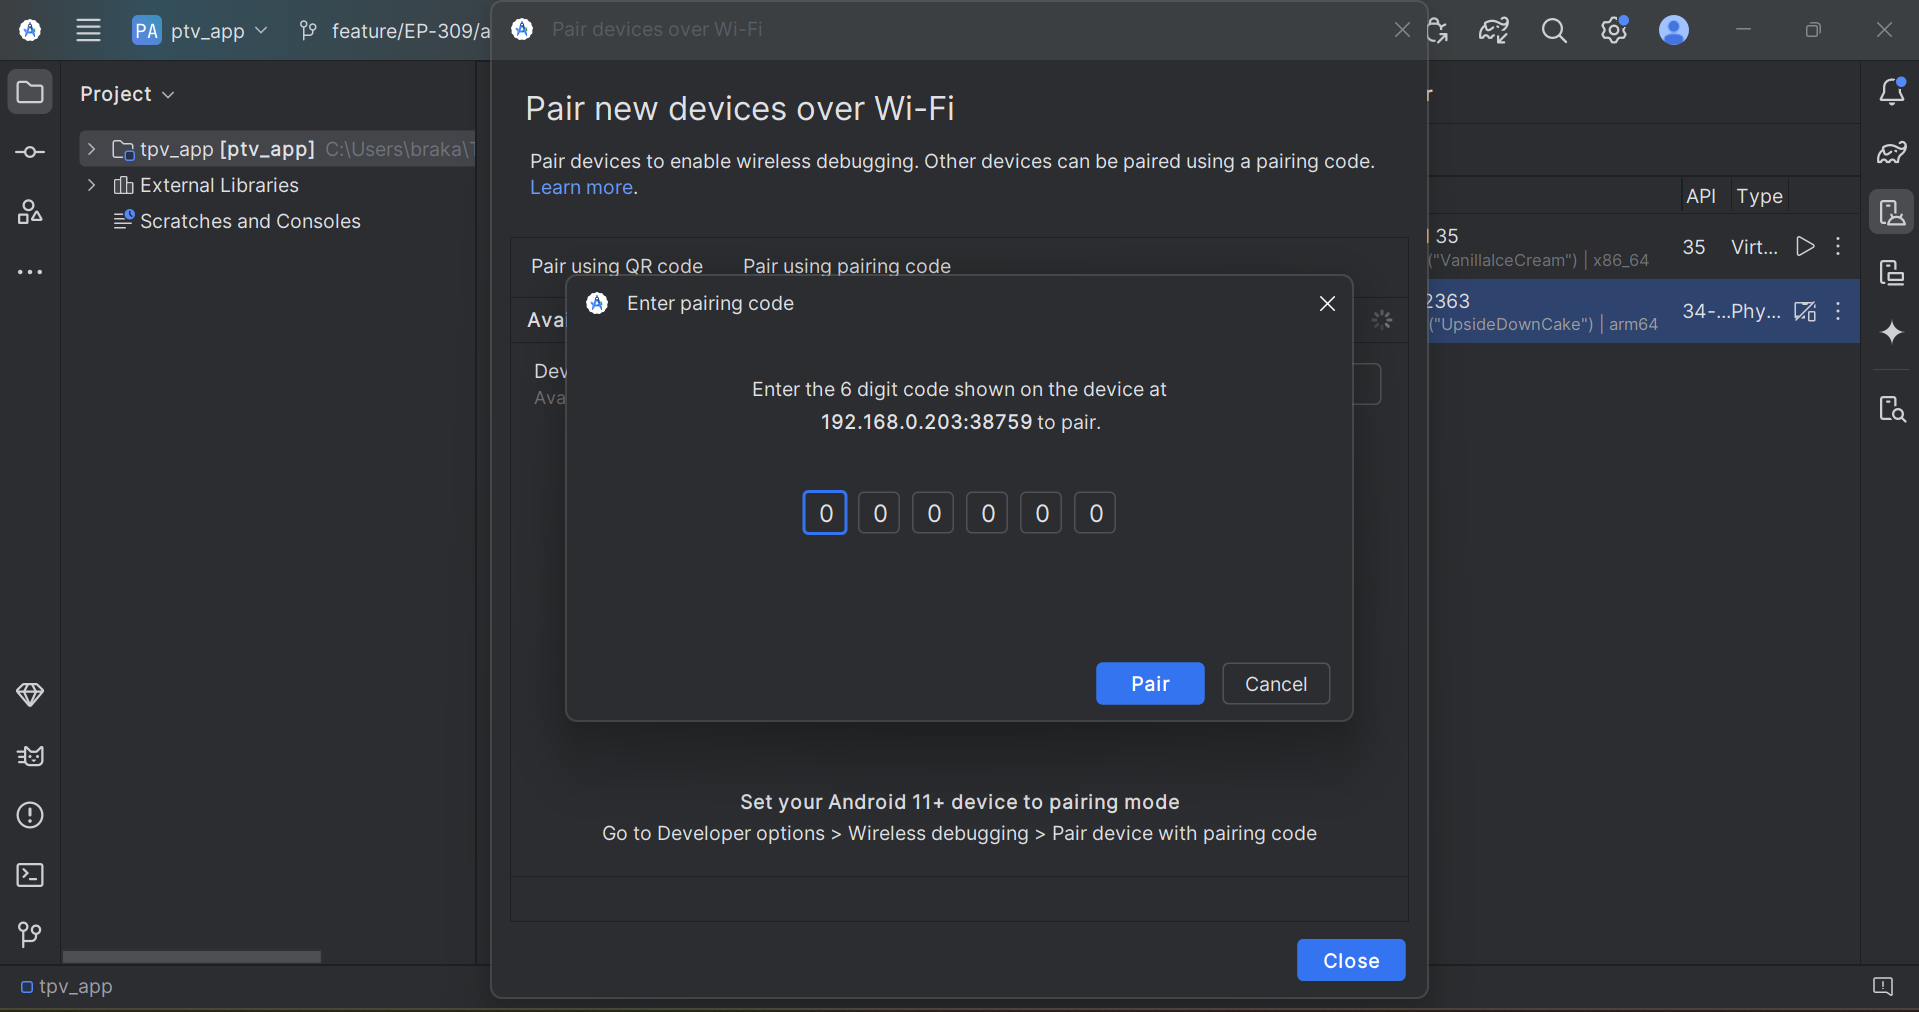 PA ptv_app
feature/EP-309/a
Pair devices over Wi-Fi
Project
tpv_app [ptv_app] C:\Users\braka\
External Libraries
Scratches and Consoles
Pair new devices over Wi-Fi
Pair devices to enable wireless debugging. Other devices can be paired using a pairing code.
Learn more.
Pair using QR code
Pair using pairing code
Avai
Dev
Ava
Enter pairing code
Enter the 6 digit code shown on the device at
192.168.0.203:38759 to pair.
0 0 0 0 0 0
Pair
Cancel
Set your Android 11+ device to pairing mode
Go to Developer options > Wireless debugging > Pair device with pairing code
Close
r
API Type
35
("VanillaIceCream") | x86_64
35 Virt...
2363
("UpsideDownCake") | arm64
34-... Phy...
tpv_app